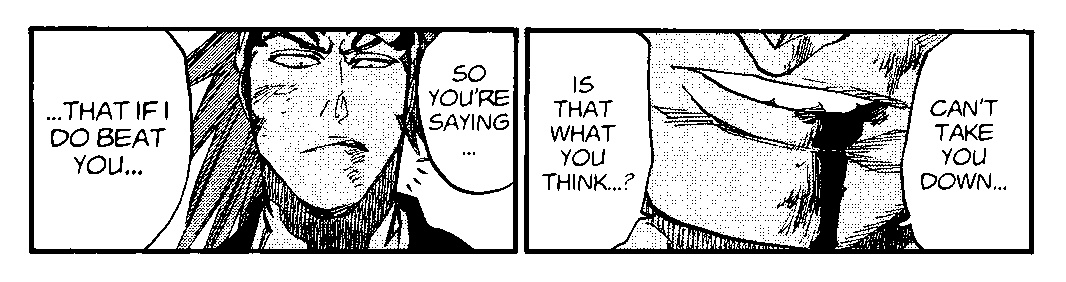 CAN'T
TAKE
YOU
DOWN...
IS
THAT
WHAT
YOU
THINK...?
SO
YOU'RE
SAYING
...
...THAT IF I
DO BEAT
YOU...